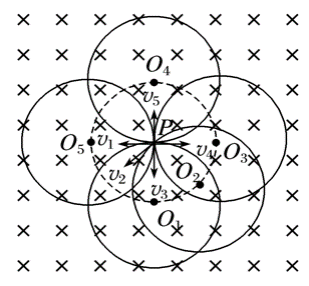 O₄
v₅
P
O₅ v₁ v₄ O₃
v₂ O₂
v₃
O₁